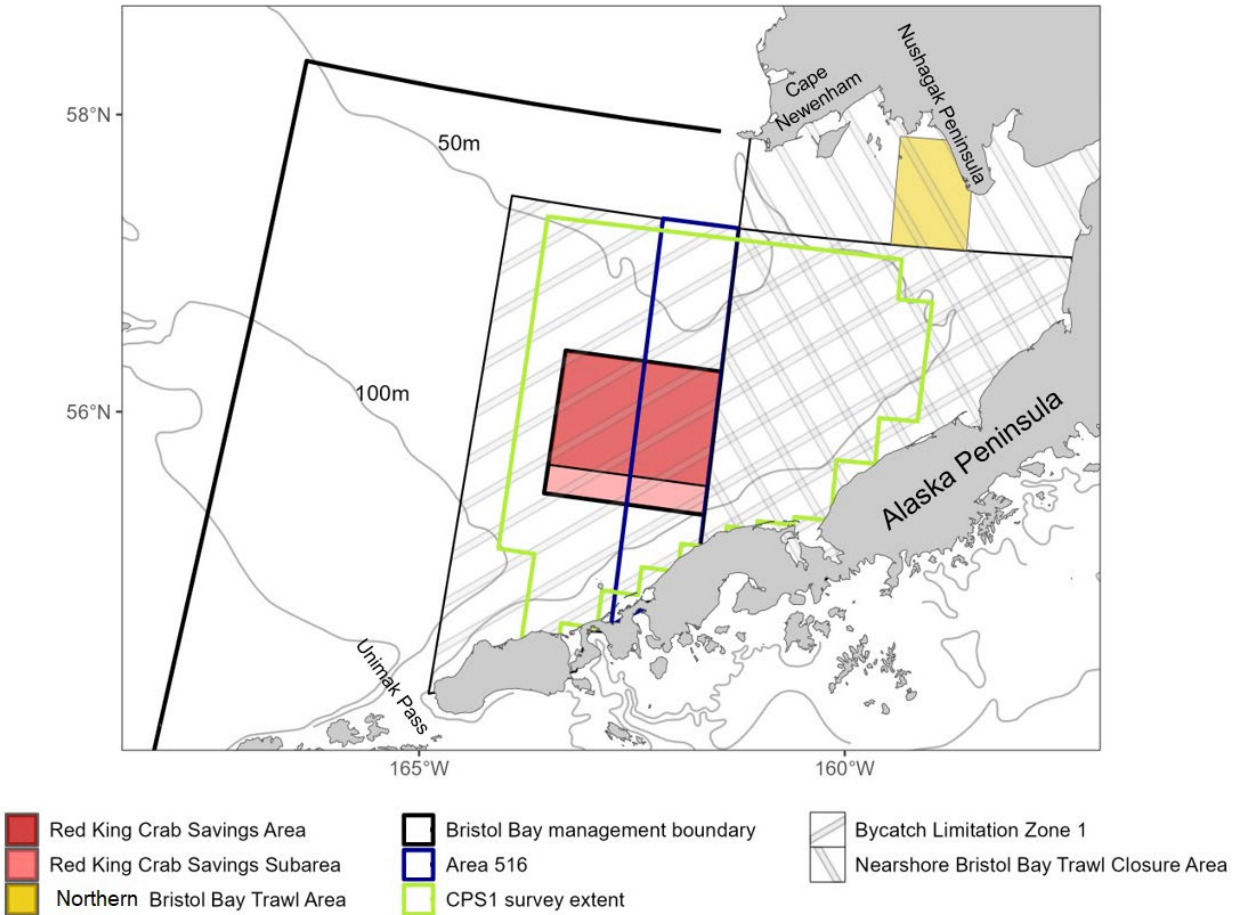 Cape
Newenham
Nushagak Peninsula
58°N
50m
100m
56°N
Alaska Peninsula
Unimak Pass
165°W
160°W
Red King Crab Savings Area
Red King Crab Savings Subarea
Northern Bristol Bay Trawl Area
Bristol Bay management boundary
Area 516
CPS1 survey extent
Bycatch Limitation Zone 1
Nearshore Bristol Bay Trawl Closure Area